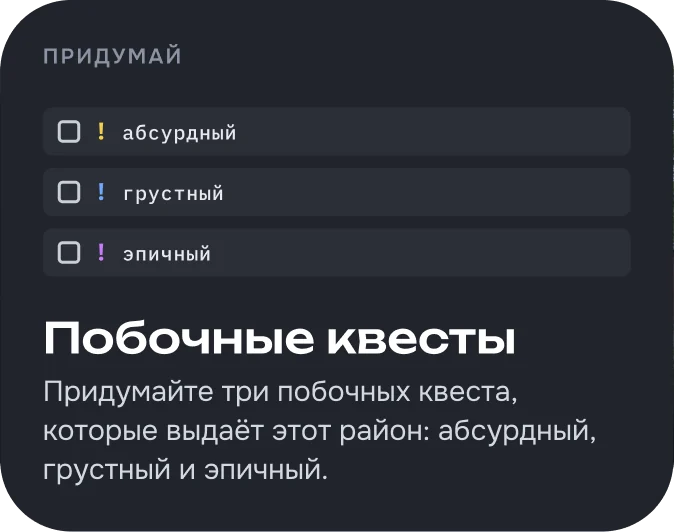 ПРИДУМАЙ
! абсурдный
! грустный
! эпичный
Побочные квесты
Придумайте три побочных квеста,
которые выдаёт этот район: абсурдный,
грустный и эпичный.